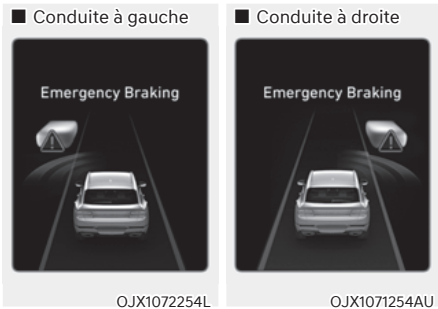 ■ Conduite à gauche
Emergency Braking
OJX1072254L
■ Conduite à droite
Emergency Braking
OJX1071254AU